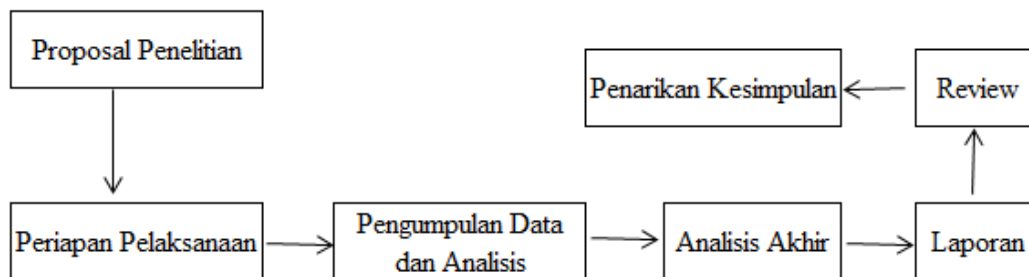 Proposal Penelitian
Periapan Pelaksanaan
Pengumpulan Data
dan Analisis
Analisis Akhir
Laporan
Review
Penarikan Kesimpulan